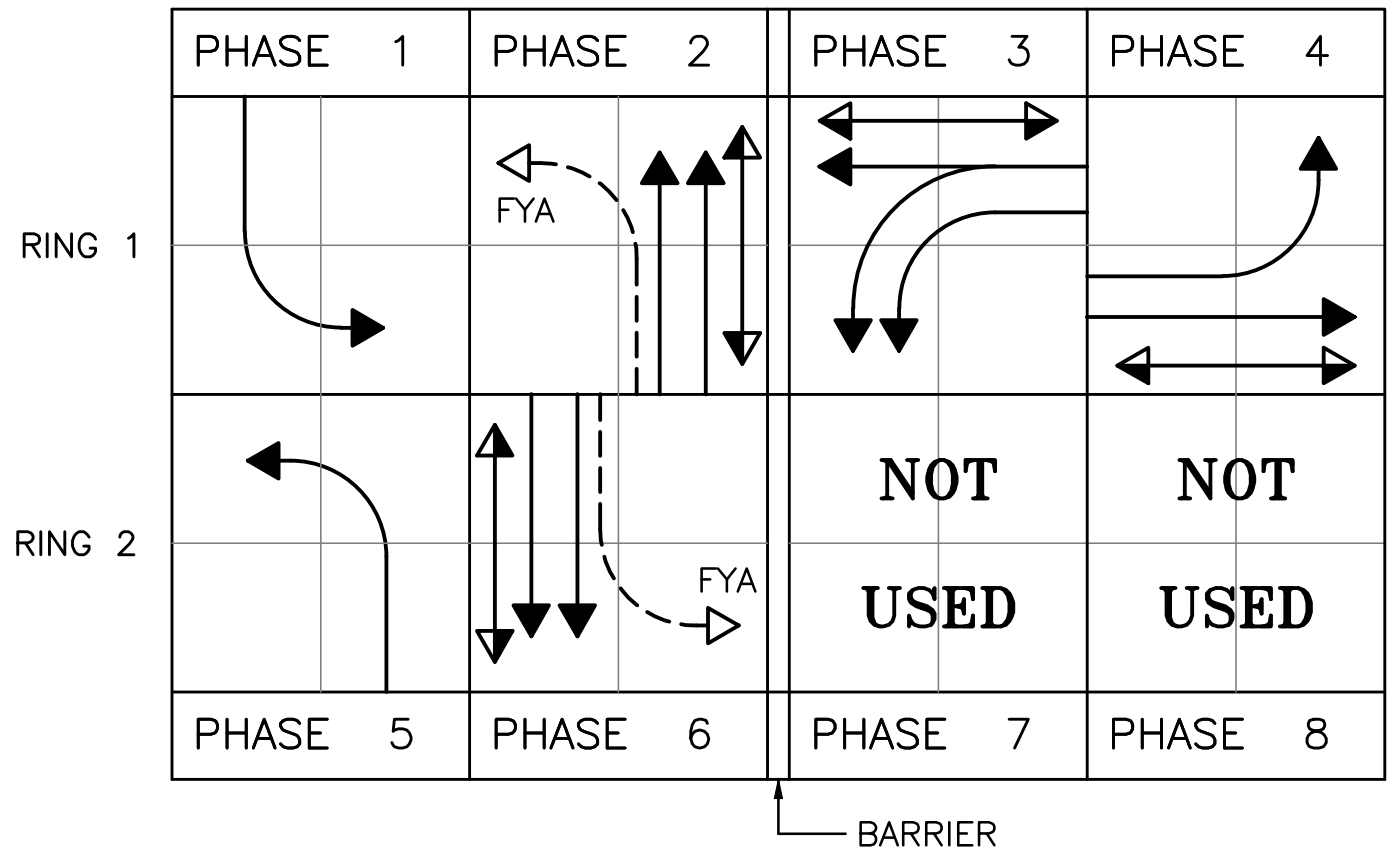 PHASE 1
PHASE 2
PHASE 3
PHASE 4
FYA
RING 1
RING 2
NOT
NOT
FYA
USED
USED
PHASE 5
PHASE 6
PHASE 7
PHASE 8
BARRIER